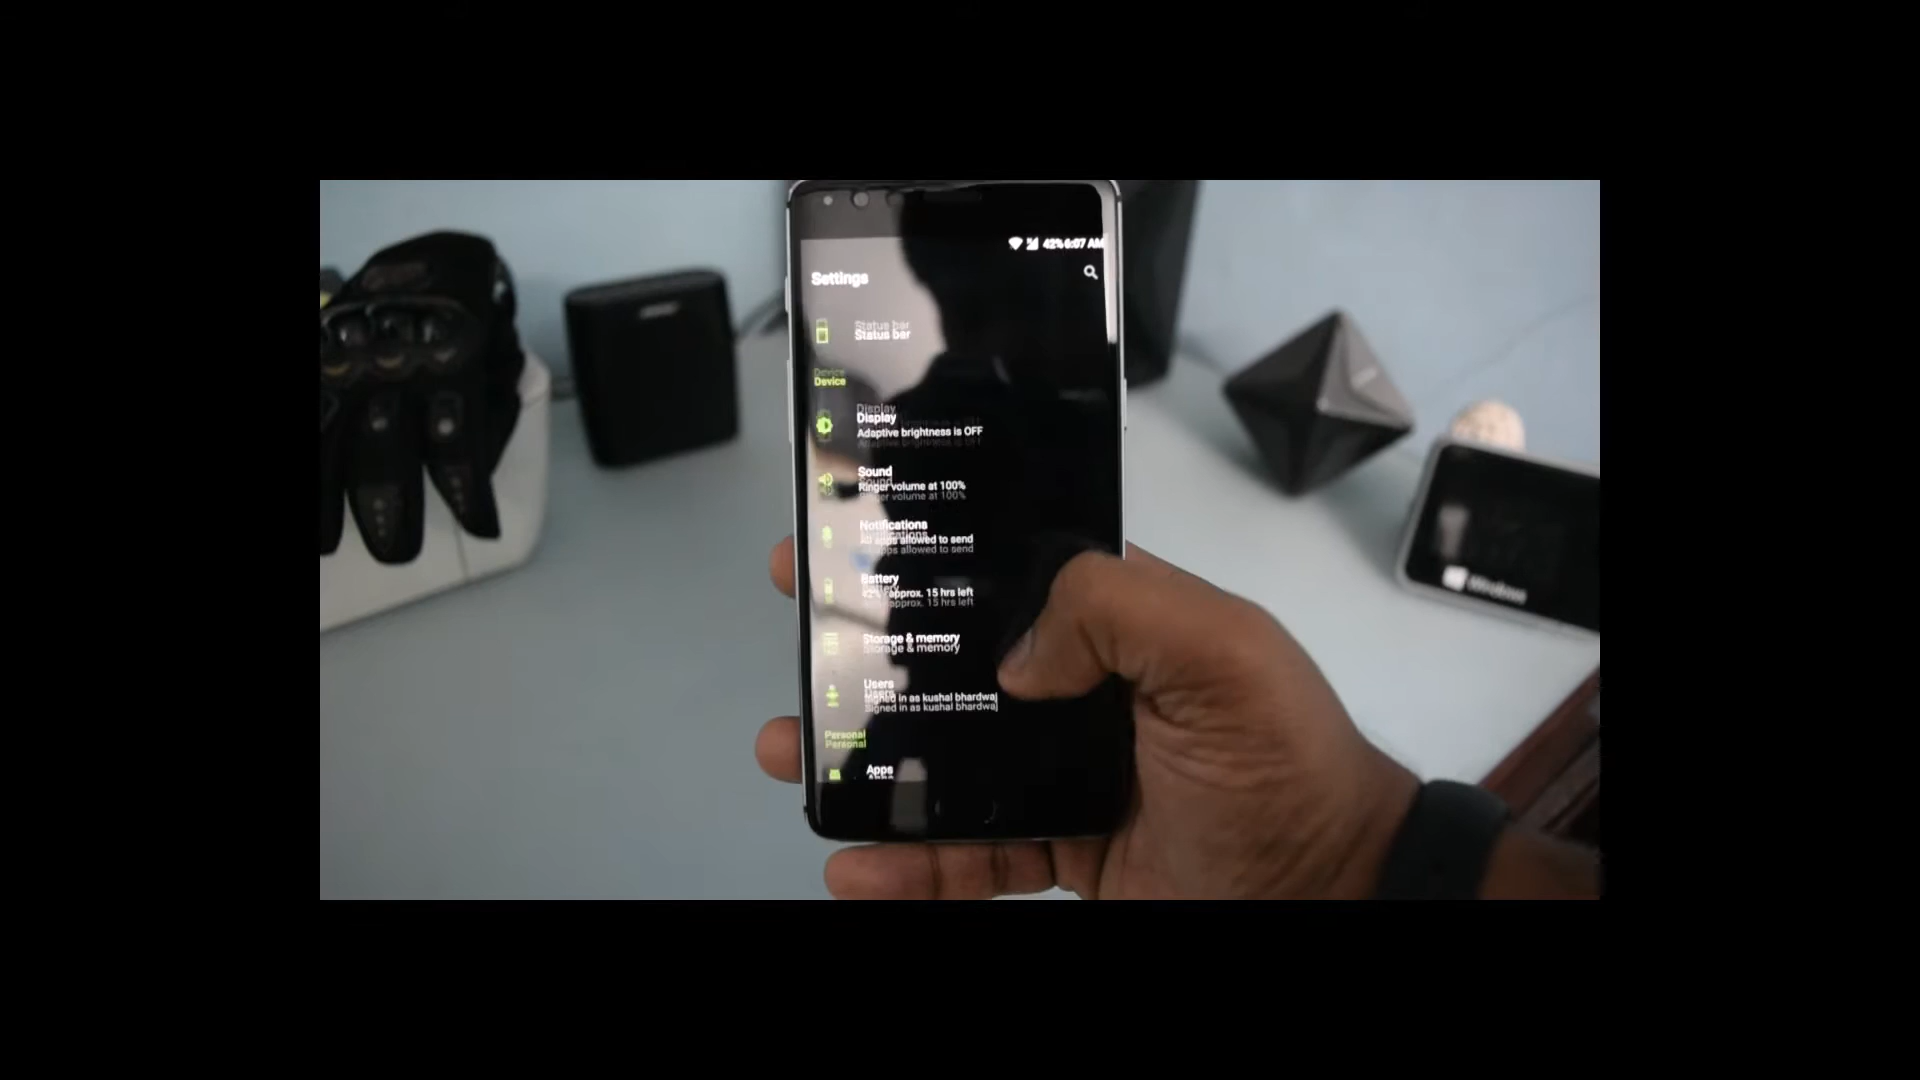 42% 6:07 AM
Settings
Status bar
Device
Display
Adaptive brightness is OFF
Sound
Ringer volume at 100%
Notifications
All apps allowed to send
Battery
42% approx. 15 hrs left
Storage & memory
Users
Signed in as kushal bhardwaj
Personal
Apps
Windows